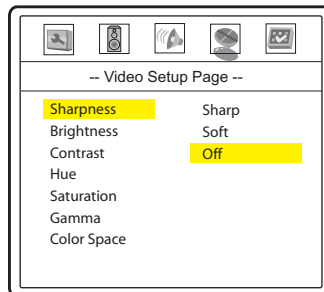 -- Video Setup Page --
Sharpness
Brightness
Contrast
Hue
Saturation
Gamma
Color Space
Sharp
Soft
Off